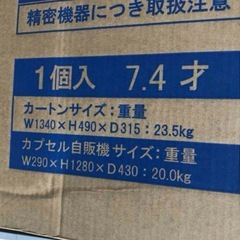 精密機器につき取扱注意
1個入 7.4才
カートンサイズ:重量
W1340×H490×D315:23.5kg
カプセル自販機サイズ:重量
W290×H1280×D430:20.0kg